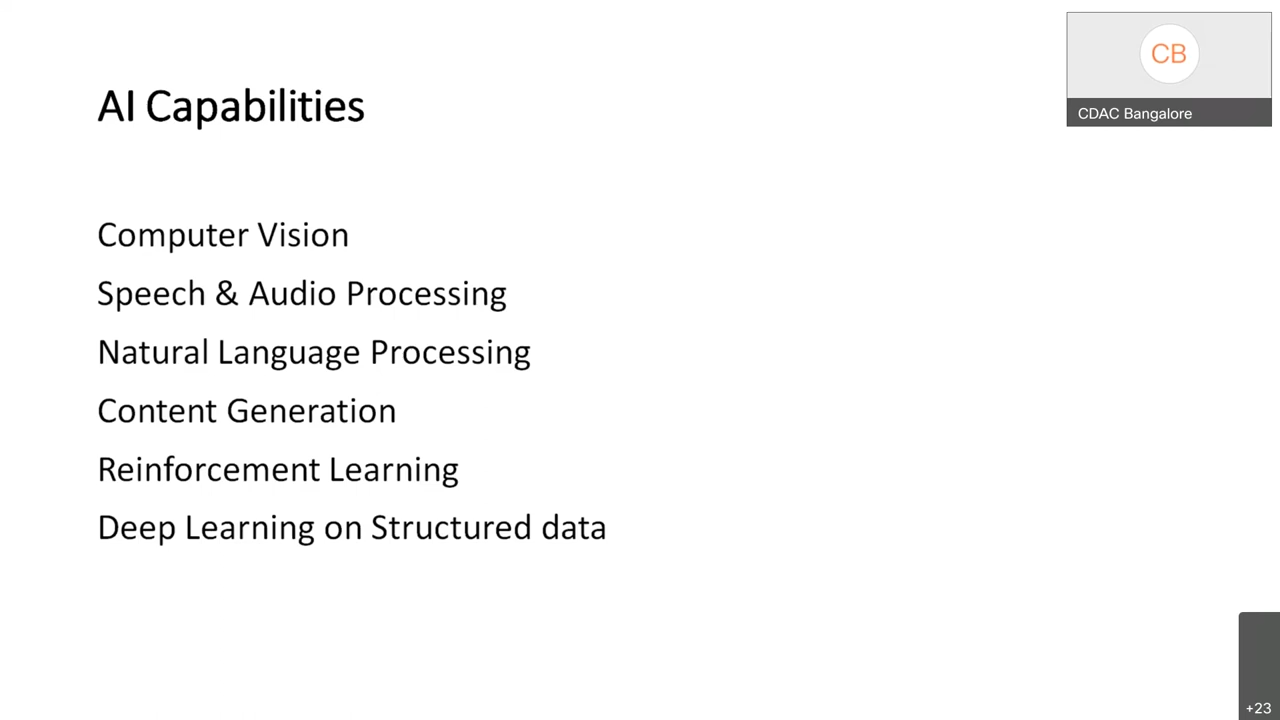 AI Capabilities
CB
CDAC Bangalore
Computer Vision
Speech & Audio Processing
Natural Language Processing
Content Generation
Reinforcement Learning
Deep Learning on Structured data
+23